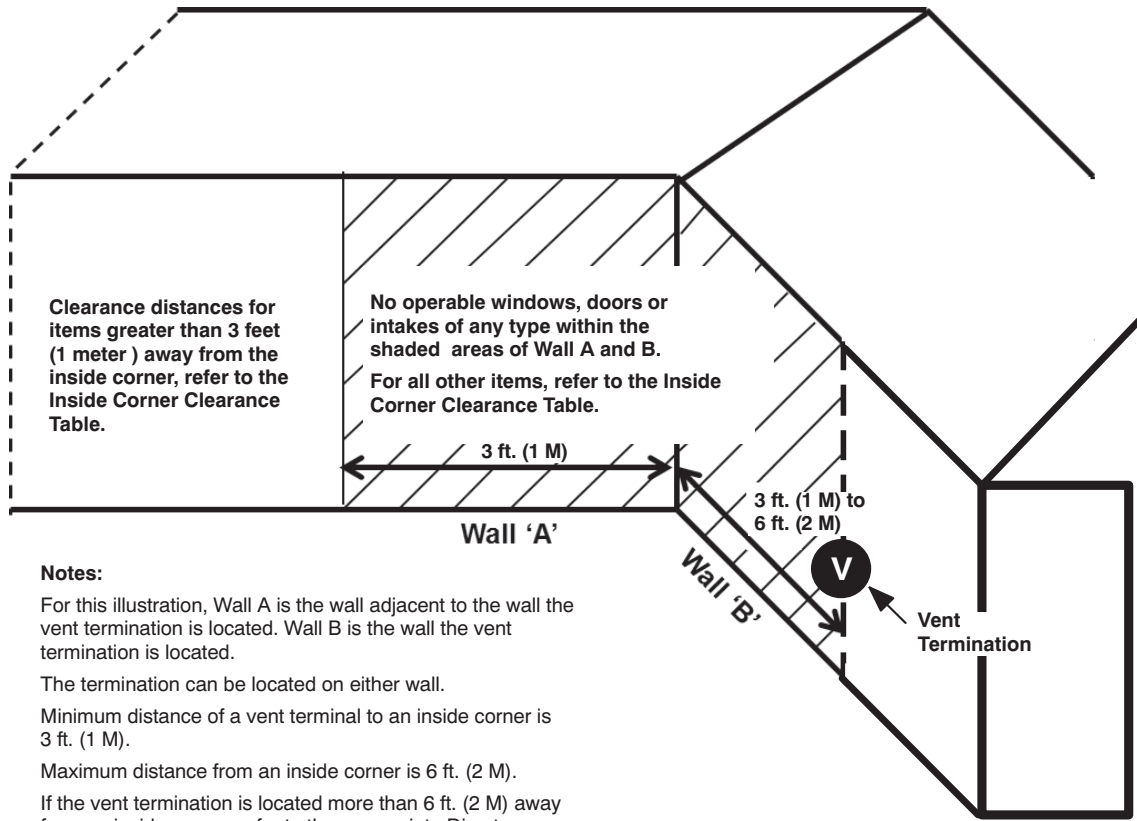 Clearance distances for
items greater than 3 feet
(1 meter ) away from the
inside corner, refer to the
Inside Corner Clearance
Table.
No operable windows, doors or
intakes of any type within the
shaded areas of Wall A and B.
For all other items, refer to the Inside
Corner Clearance Table.
3 ft. (1 M)
3 ft. (1 M) to
6 ft. (2 M)
Wall ‘A’
Wall ‘B’
V
Vent
Termination
Notes:
For this illustration, Wall A is the wall adjacent to the wall the
vent termination is located. Wall B is the wall the vent
termination is located.
The termination can be located on either wall.
Minimum distance of a vent terminal to an inside corner is
3 ft. (1 M).
Maximum distance from an inside corner is 6 ft. (2 M).
If the vent termination is located more than 6 ft. (2 M) away